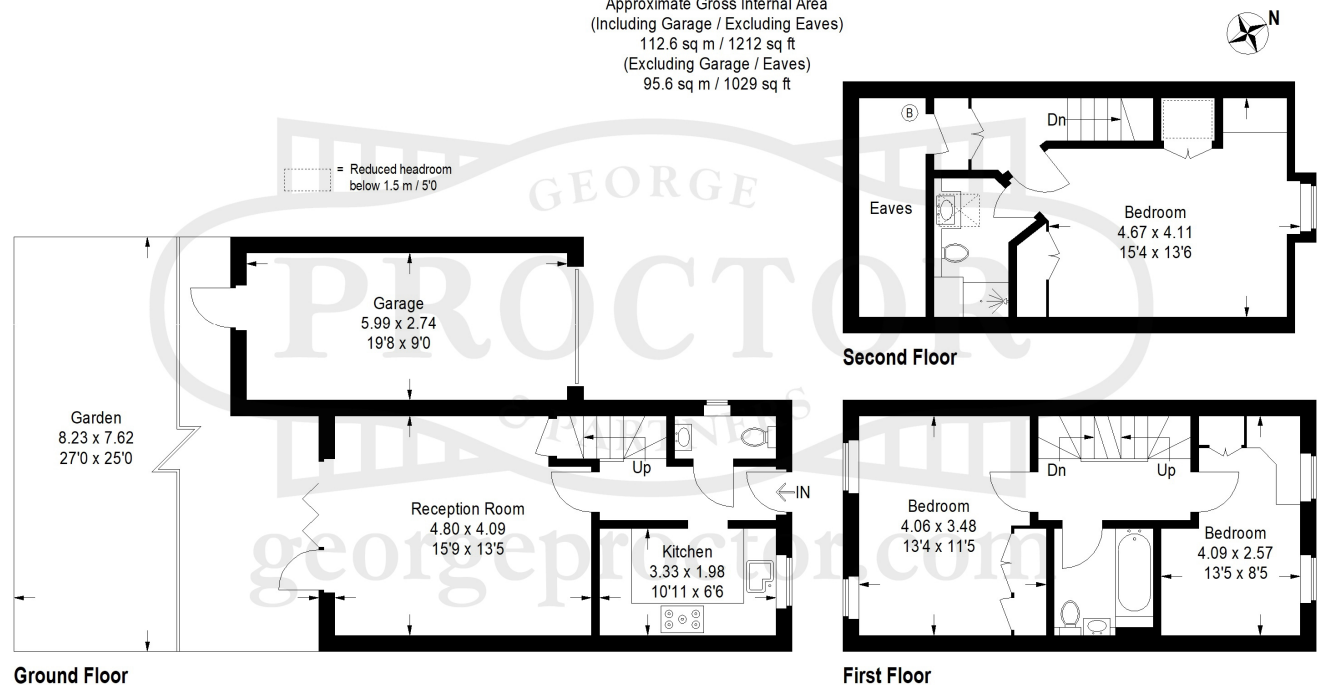 Approximate Gross Internal Area
(Including Garage / Excluding Eaves)
112.6 sq m / 1212 sq ft
(Excluding Garage / Eaves)
95.6 sq m / 1029 sq ft
N
= Reduced headroom
below 1.5 m / 5'0
B
Dn
Eaves
Bedroom
4.67 x 4.11
15'4 x 13'6
Second Floor
GEORGE
PROCTOR
& PARTNERS
georgeproctor.com
Garage
5.99 x 2.74
19'8 x 9'0
Garden
8.23 x 7.62
27'0 x 25'0
Up
IN
Reception Room
4.80 x 4.09
15'9 x 13'5
Kitchen
3.33 x 1.98
10'11 x 6'6
Ground Floor
Dn
Up
Bedroom
4.06 x 3.48
13'4 x 11'5
Bedroom
4.09 x 2.57
13'5 x 8'5
First Floor